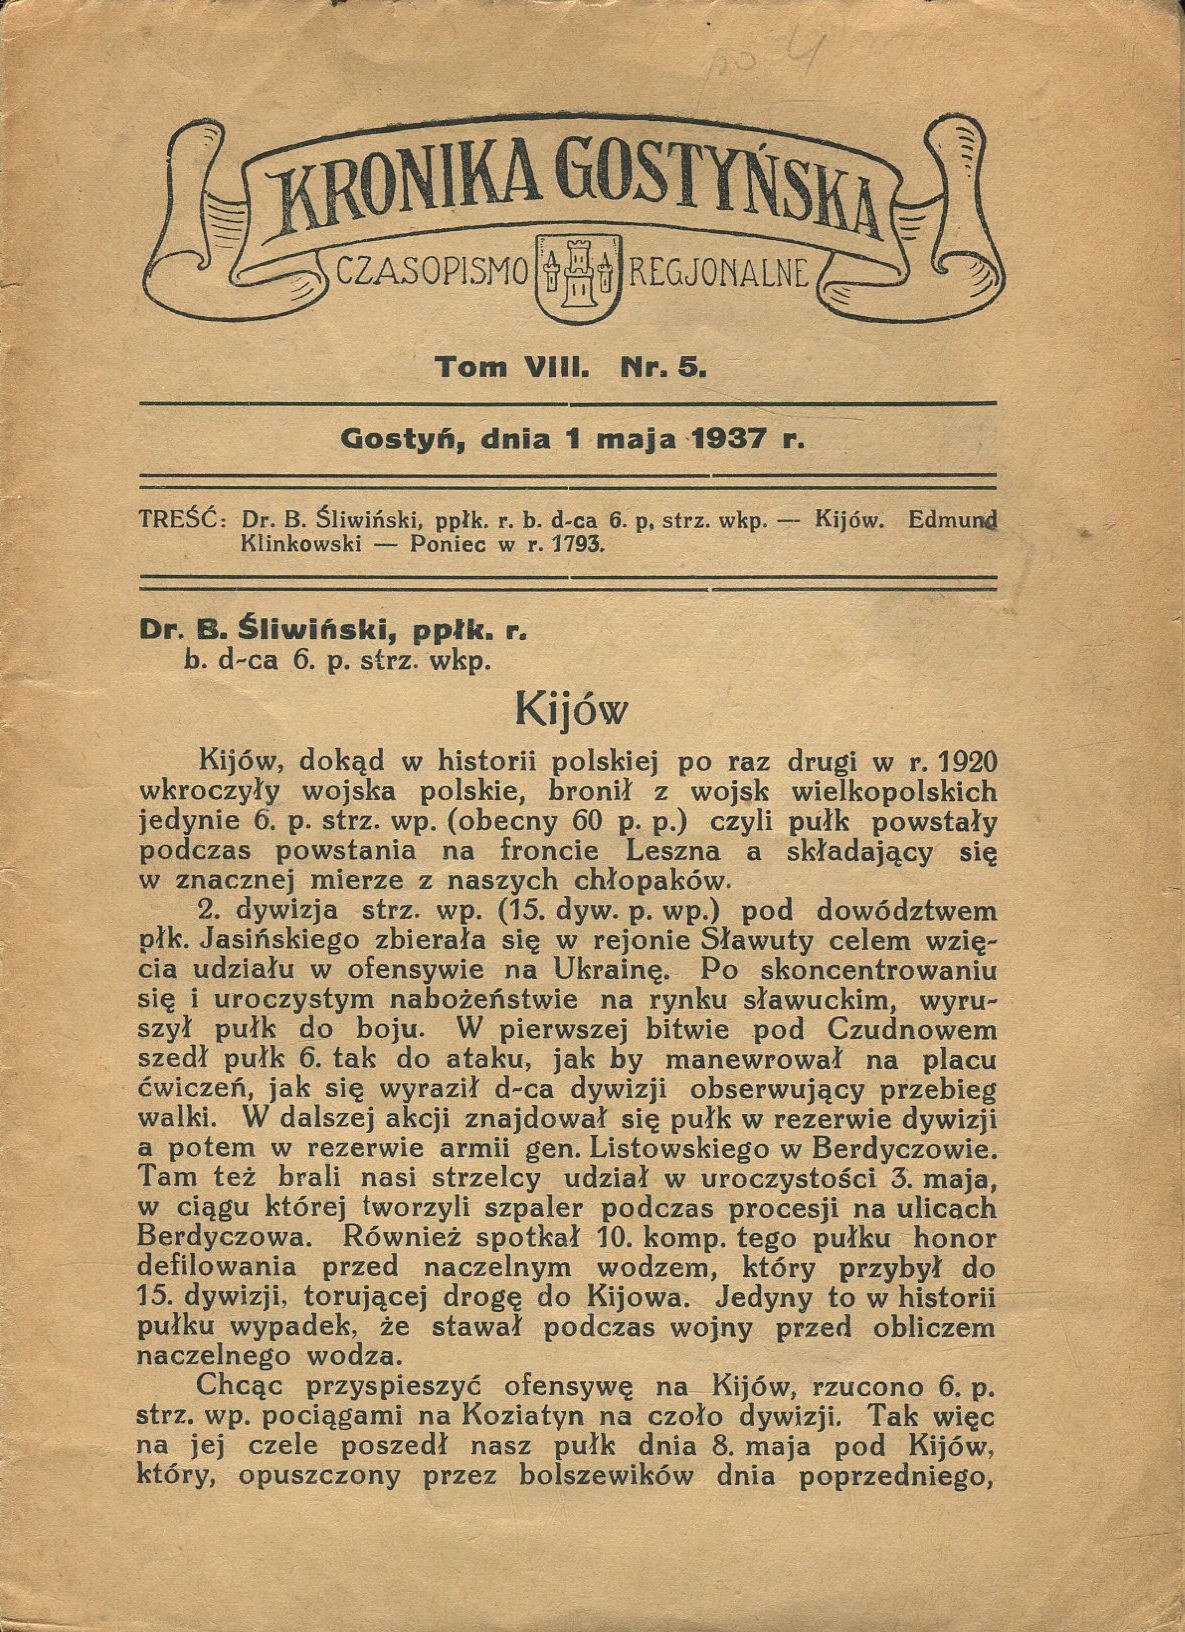 no 4
KRONIKA GOSTYŃSKA
CZASOPISMO REGJONALNE
Tom VIII. Nr. 5.
Gostyń, dnia 1 maja 1937 r.
TREŚĆ: Dr. B. Śliwiński, ppłk. r. b. d-ca 6. p, strz. wkp. — Kijów. Edmund
Klinkowski — Poniec w r. 1793.
Dr. B. Śliwiński, ppłk. r.
b. d-ca 6. p. strz. wkp.
Kijów
Kijów, dokąd w historii polskiej po raz drugi w r. 1920
wkroczyły wojska polskie, bronił z wojsk wielkopolskich
jedynie 6. p. strz. wp. (obecny 60 p. p.) czyli pułk powstały
podczas powstania na froncie Leszna a składający się
w znacznej mierze z naszych chłopaków.
2. dywizja strz. wp. (15. dyw. p. wp.) pod dowództwem
płk. Jasińskiego zbierała się w rejonie Sławuty celem wzię-
cia udziału w ofensywie na Ukrainę. Po skoncentrowaniu
się i uroczystym nabożeństwie na rynku sławuckim, wyru-
szył pułk do boju. W pierwszej bitwie pod Czudnowem
szedł pułk 6. tak do ataku, jak by manewrował na placu
ćwiczeń, jak się wyraził d-ca dywizji obserwujący przebieg
walki. W dalszej akcji znajdował się pułk w rezerwie dywizji
a potem w rezerwie armii gen. Listowskiego w Berdyczowie.
Tam też brali nasi strzelcy udział w uroczystości 3. maja,
w ciągu której tworzyli szpaler podczas procesji na ulicach
Berdyczowa. Również spotkał 10. komp. tego pułku honor
defilowania przed naczelnym wodzem, który przybył do
15. dywizji, torującej drogę do Kijowa. Jedyny to w historii
pułku wypadek, że stawał podczas wojny przed obliczem
naczelnego wodza.
Chcąc przyspieszyć ofensywę na Kijów, rzucono 6. p.
strz. wp. pociągami na Koziatyn na czoło dywizji. Tak więc
na jej czele poszedł nasz pułk dnia 8. maja pod Kijów,
który, opuszczony przez bolszewików dnia poprzedniego,